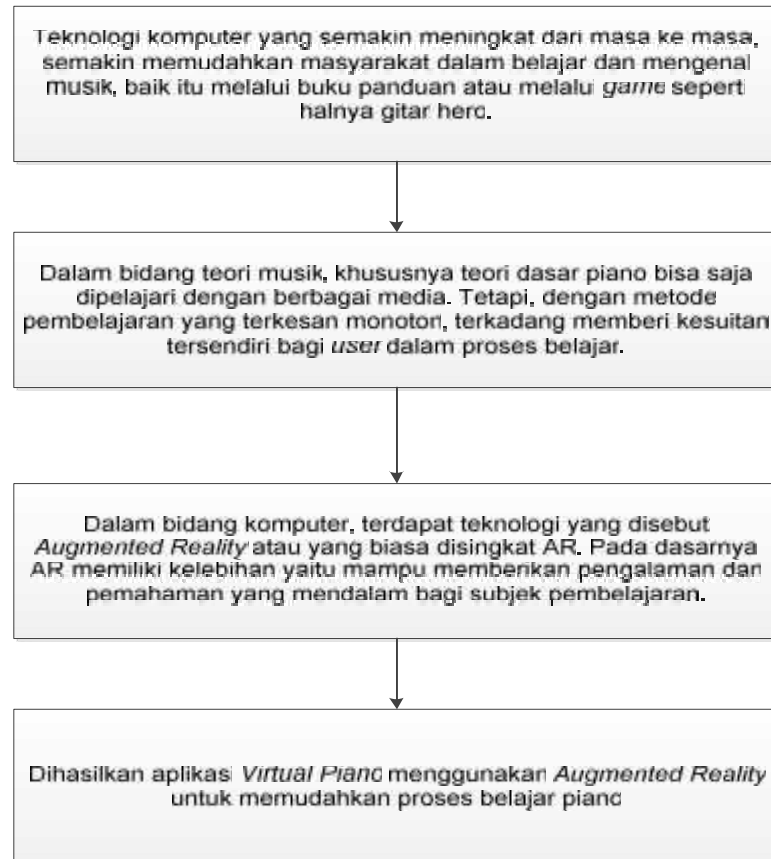 Teknologi komputer yang semakin meningkat dari masa ke masa,
semakin memudahkan masyarakat dalam belajar dan mengenal
musik, baik itu melalui buku panduan atau melalui game seperti
halnya gitar hero.
Dalam bidang teori musik, khususnya teori dasar piano bisa saja
dipelajari dengan berbagai media. Tetapi, dengan metode
pembelajaran yang terkesan monoton, terkadang memberi kesuitan
tersendiri bagi user dalam proses belajar.
Dalam bidang komputer, terdapat teknologi yang disebut
Augmented Reality atau yang biasa disingkat AR. Pada dasarnya
AR memiliki kelebihan yaitu mampu memberikan pengalaman dan
pemahaman yang mendalam bagi subjek pembelajaran.
Dihasilkan aplikasi Virtual Piano menggunakan Augmented Reality
untuk memudahkan proses belajar piano